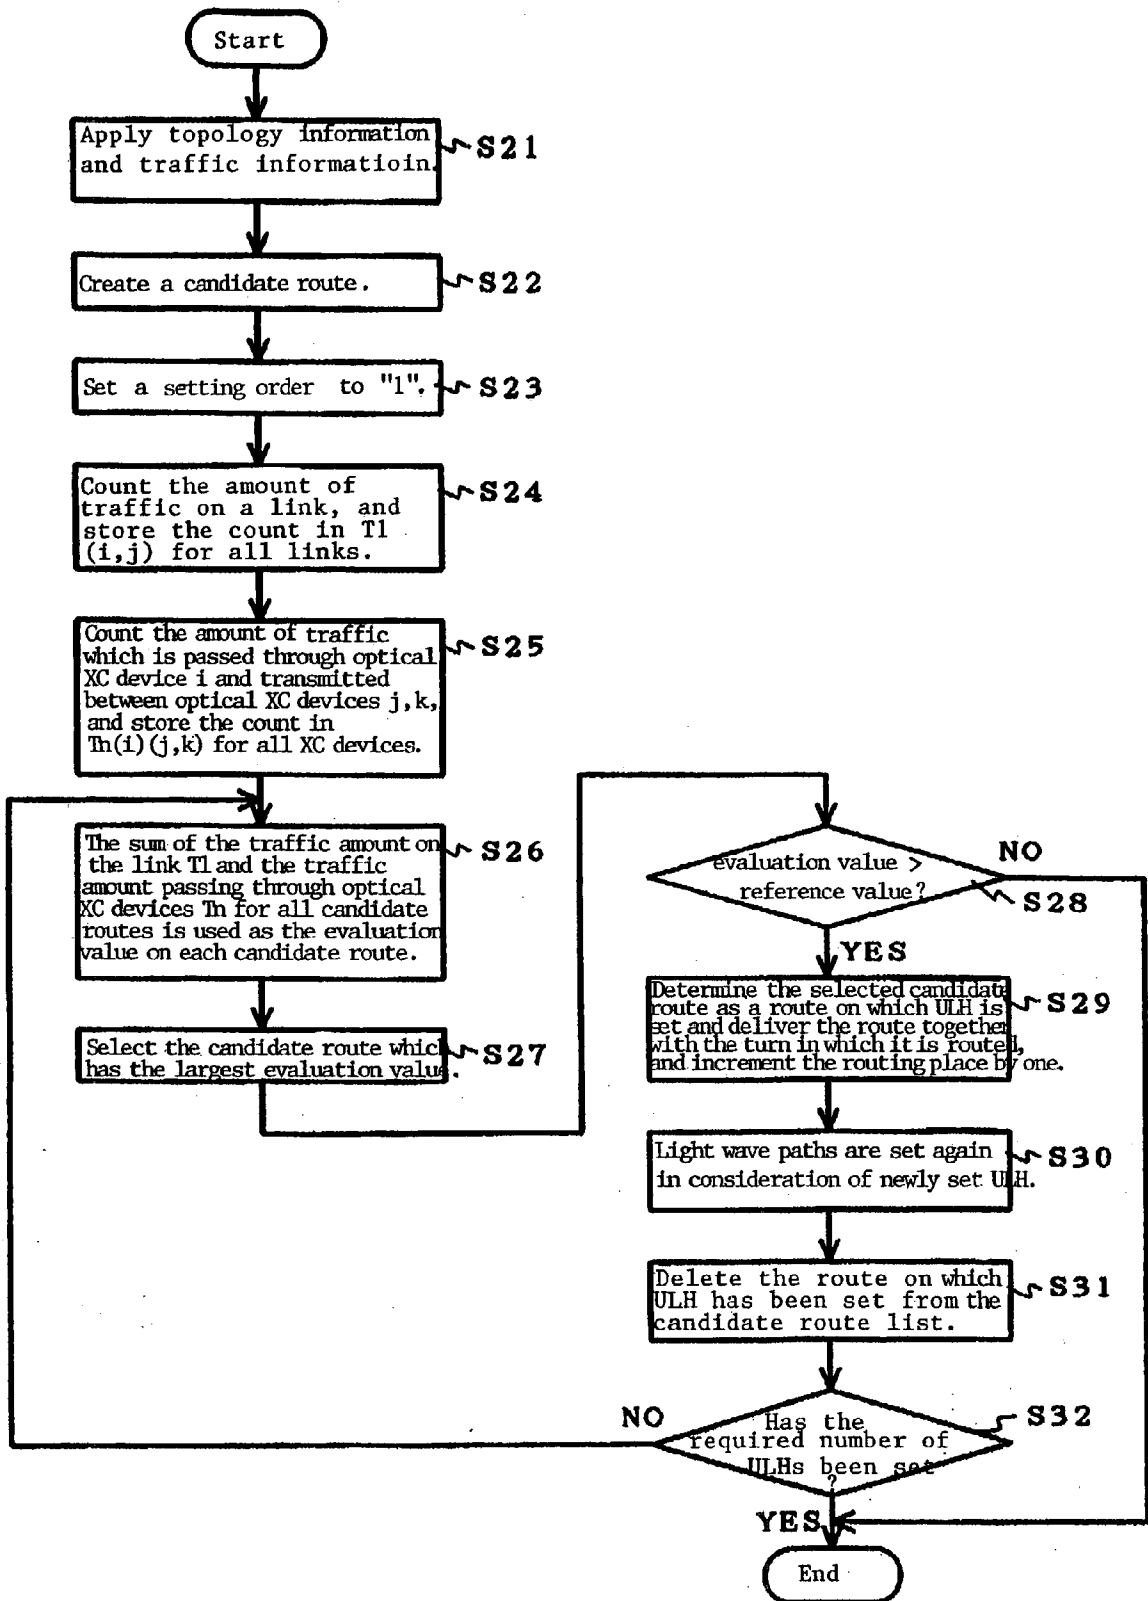 Start
Apply topology information
and traffic informatioin.
S21
Create a candidate route.
S22
Set a setting order to "1".
S23
Count the amount of
traffic on a link, and
store the count in Tl
(i,j) for all links.
S24
Count the amount of traffic
which is passed through optical
XC device i and transmitted
between optical XC devices j,k,
and store the count in
Th(i)(j,k) for all XC devices.
S25
The sum of the traffic amount on
the link Tl and the traffic
amount passing through optical
XC devices Th for all candidate
routes is used as the evaluation
value on each candidate route.
S26
Select the candidate route which
has the largest evaluation value.
S27
evaluation value >
reference value?
NO
S28
YES
Determine the selected candidate
route as a route on which ULH is
set and deliver the route together
with the turn in which it is routed,
and increment the routing place by one.
S29
Light wave paths are set again
in consideration of newly set ULH.
S30
Delete the route on which
ULH has been set from the
candidate route list.
S31
NO
Has the
required number of
ULHs been set
?
S32
YES
End